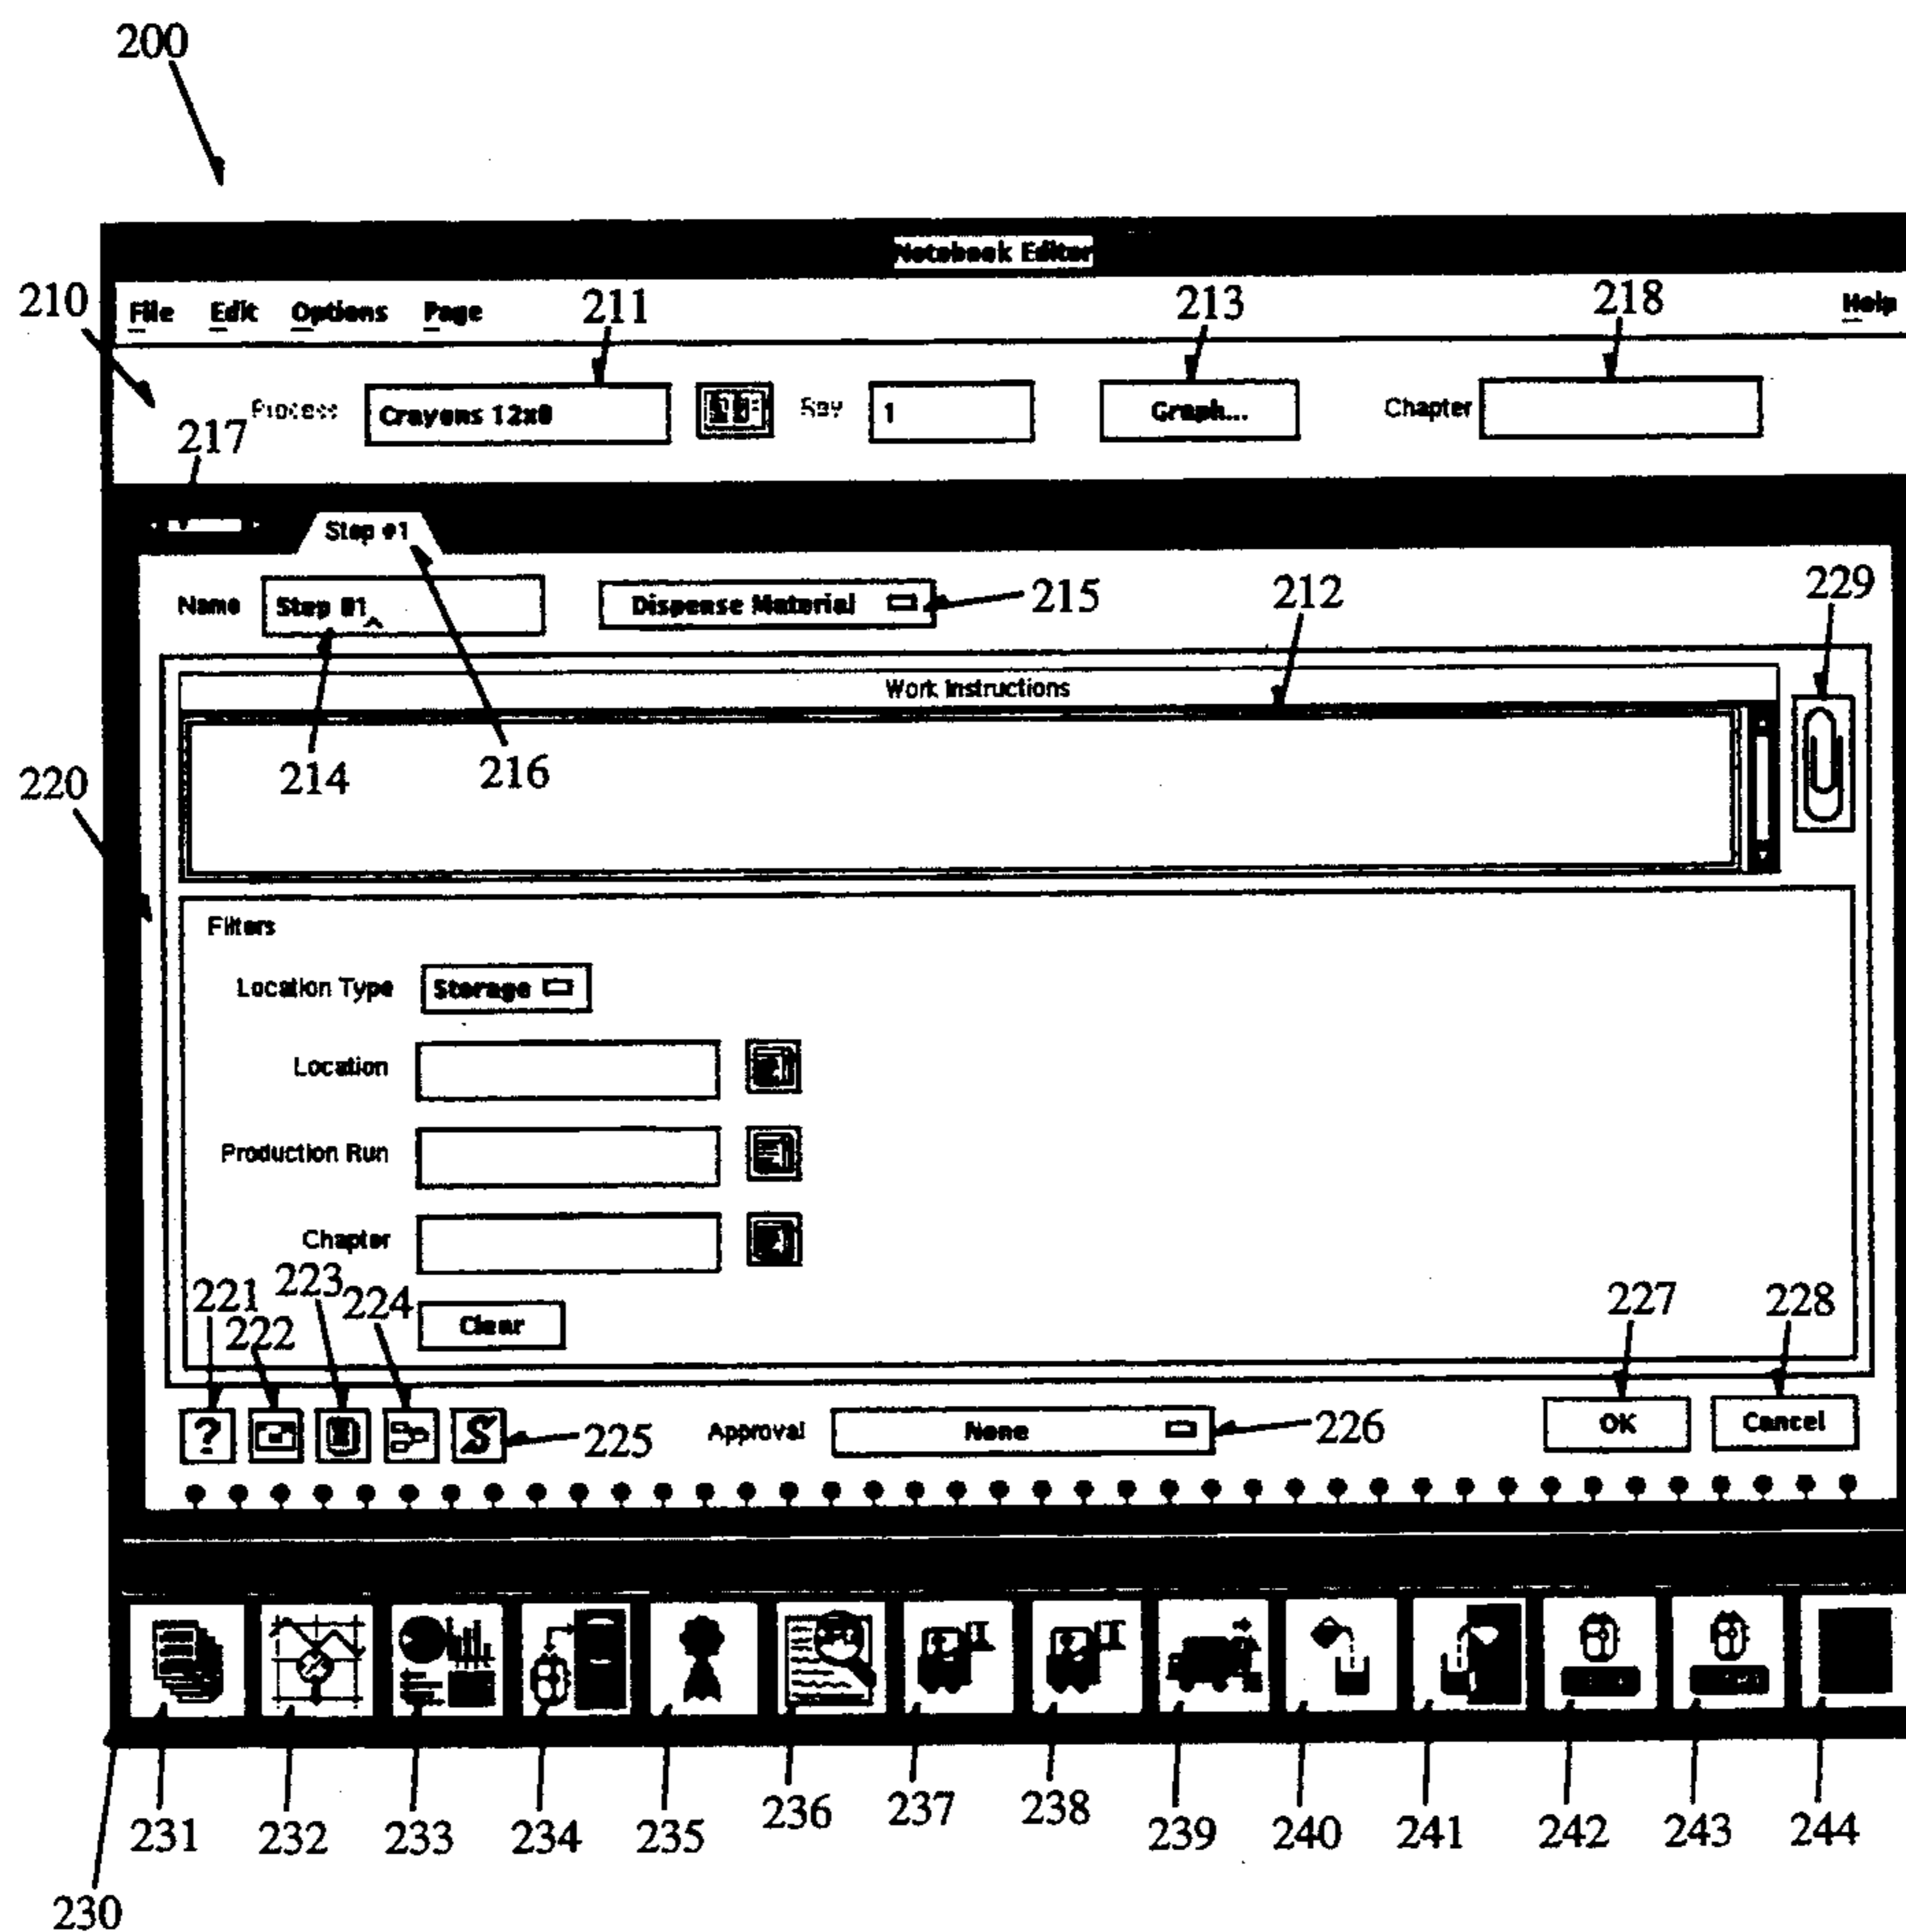 200
Notebook Editor
210
File Edit Options Page 211 213 218 Help
Process Crayons 12x8 Rev 1 Graph... Chapter
217
Step #1
Name Step #1 Dispense Material 215 212 229
Work Instructions
214 216
220
Filters
Location Type Storage
Location
Production Run
Chapter
221 222 223 224 Clear 227 228
? S 225 Approval None 226 OK Cancel
231 232 233 234 235 236 237 238 239 240 241 242 243 244
230